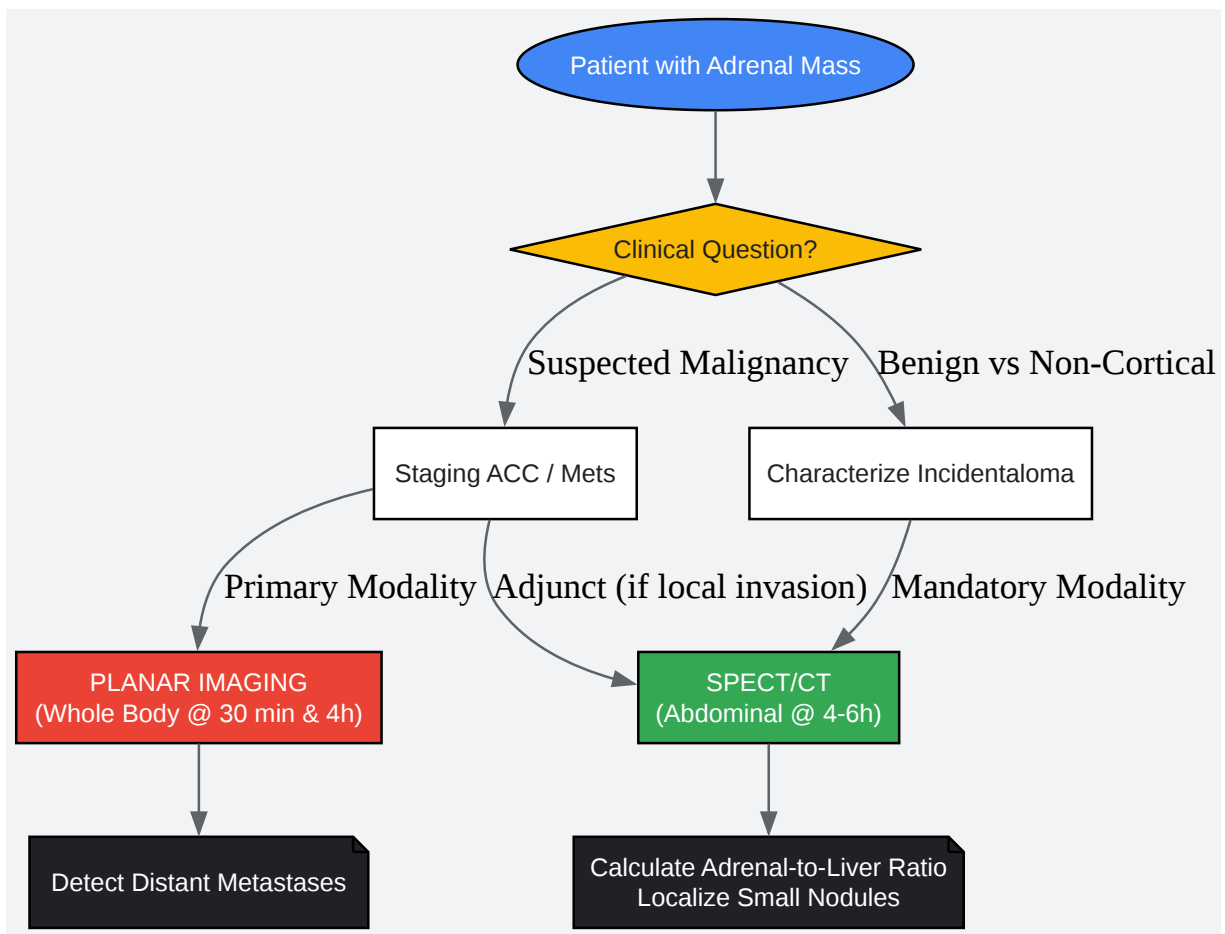 Patient with Adrenal Mass
Clinical Question?
Suspected Malignancy
Benign vs Non-Cortical
Staging ACC / Mets
Characterize Incidentaloma
Primary Modality
Adjunct (if local invasion)
Mandatory Modality
PLANAR IMAGING
(Whole Body @ 30 min & 4h)
SPECT/CT
(Abdominal @ 4-6h)
Detect Distant Metastases
Calculate Adrenal-to-Liver Ratio
Localize Small Nodules